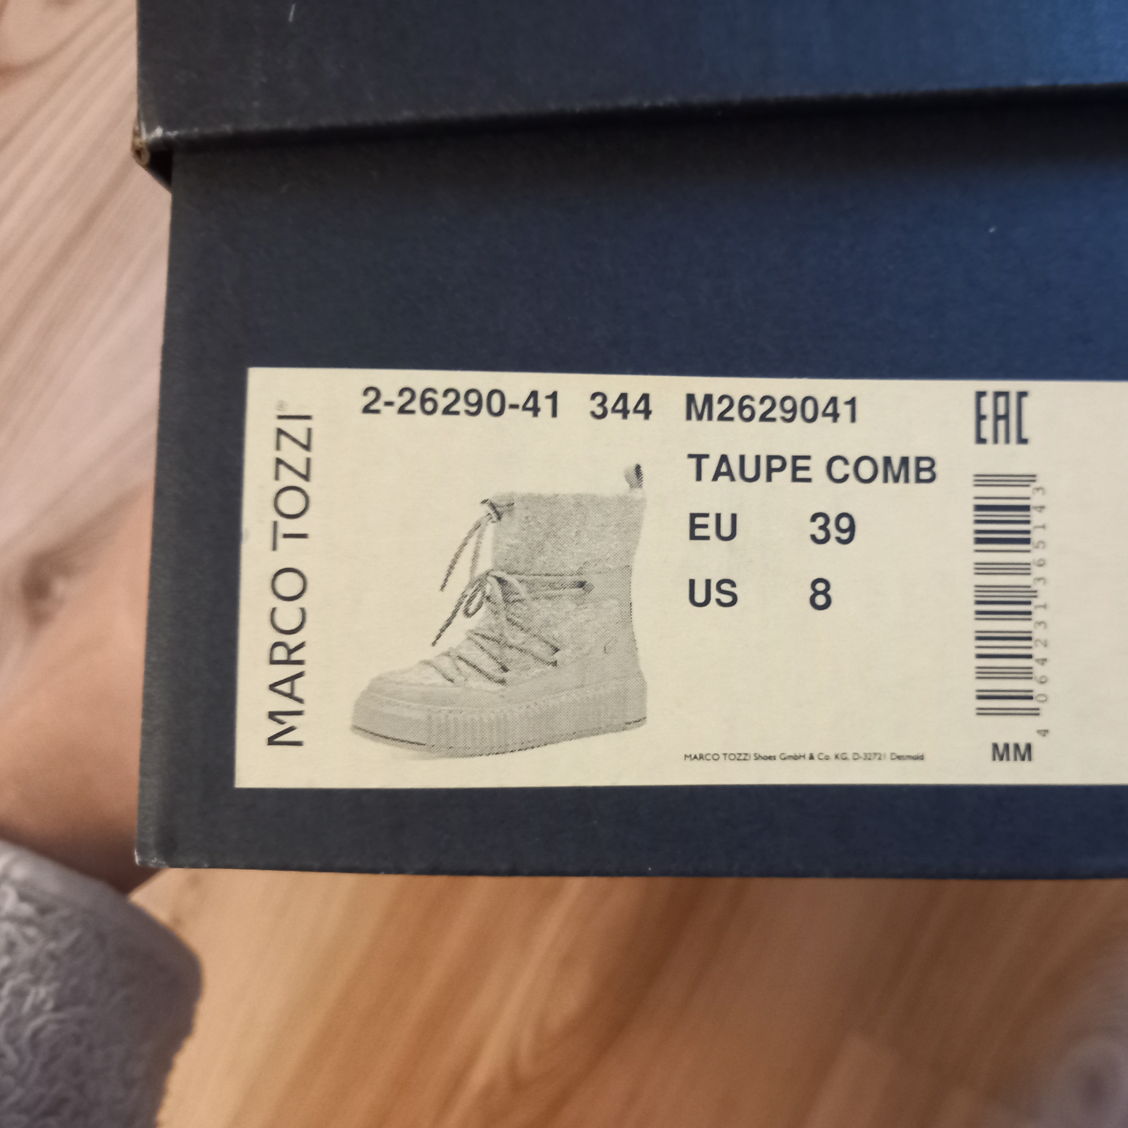 MARCO TOZZI®
2-26290-41 344 M2629041
TAUPE COMB
EU 39
US 8
MARCO TOZZI Shoes GmbH & Co. KG, D-32721 Detmold
EAC
4 064231 365143
MM